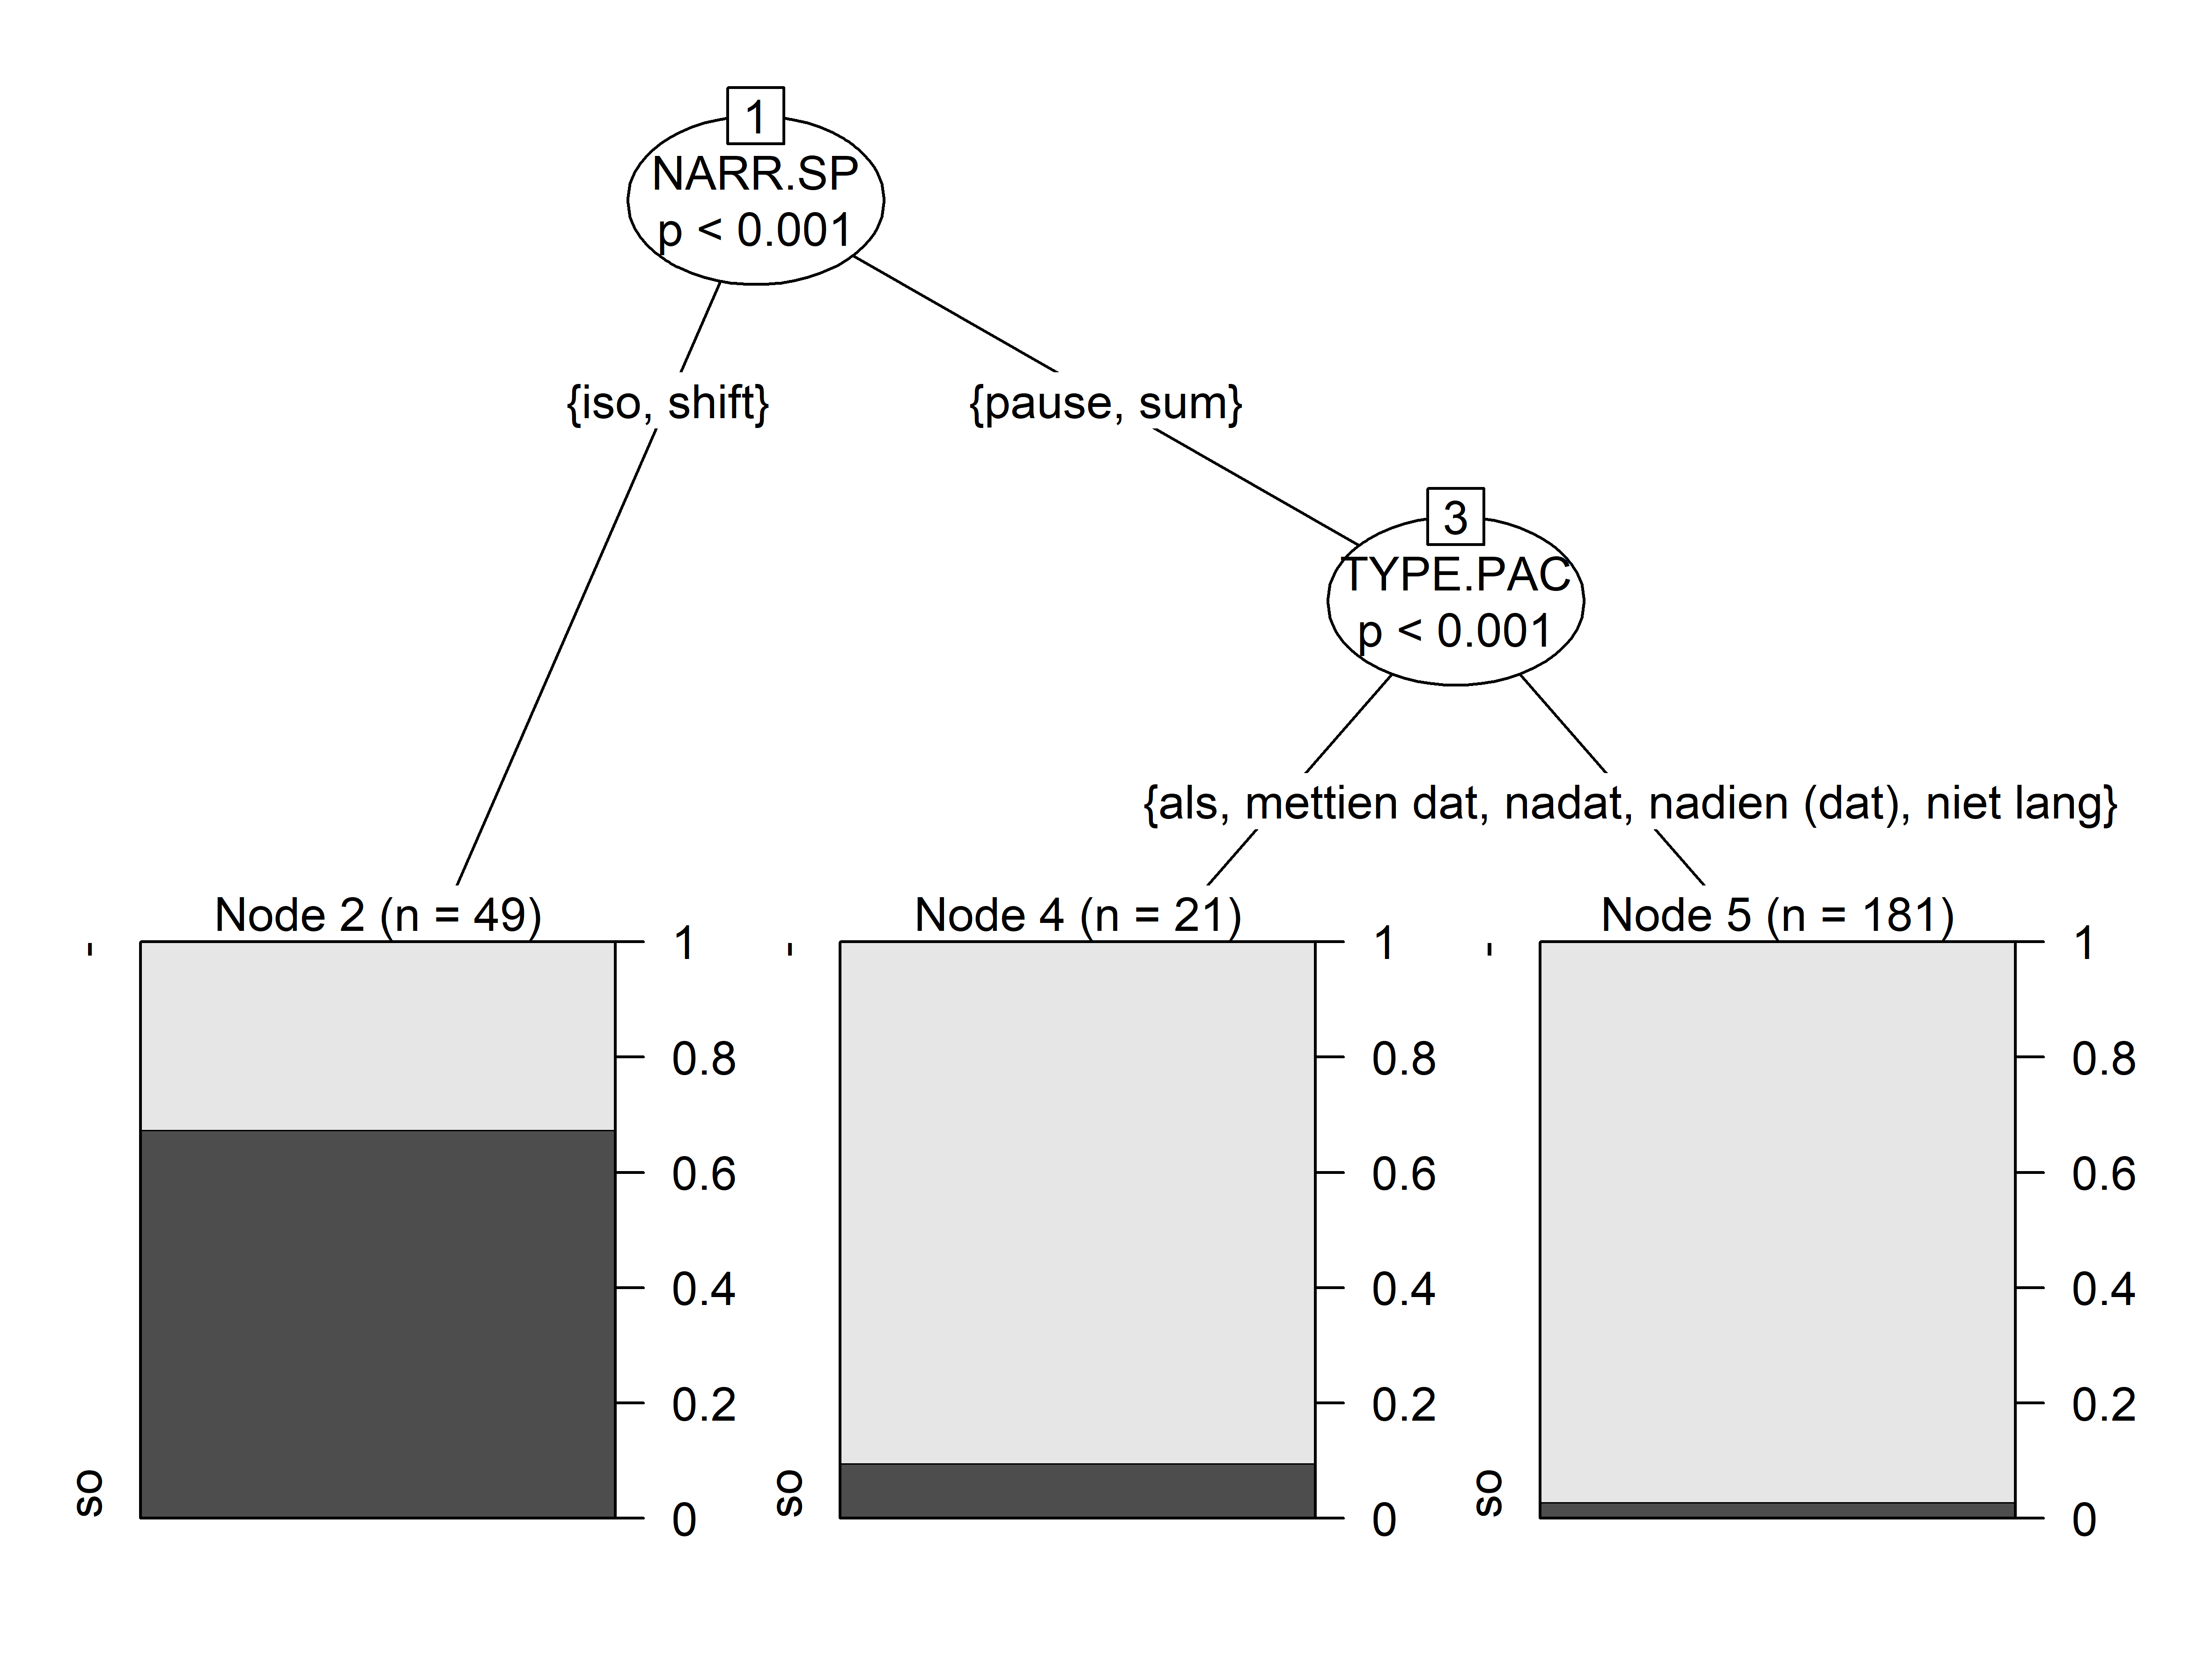 1
NARR.SP
p < 0.001
{iso, shift}
{pause, sum}
3
TYPE.PAC
p < 0.001
{als, mettien dat, nadat, nadien (dat), niet lang}
Node 2 (n = 49)
-
so
1
0.8
0.6
0.4
0.2
0
Node 4 (n = 21)
-
so
1
0.8
0.6
0.4
0.2
0
Node 5 (n = 181)
-
so
1
0.8
0.6
0.4
0.2
0